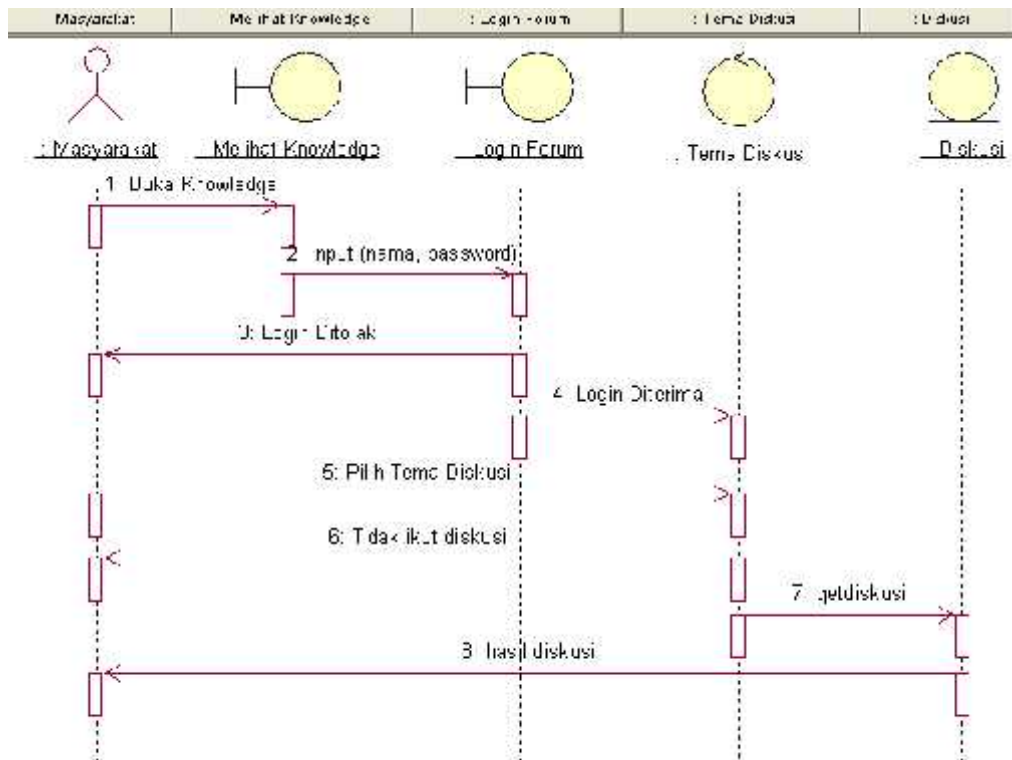 Masyarakat
Melihat Knowledge
: Login Forum
: Tema Diskusi
: Diskusi
: Masyarakat
Melihat Knowledge
Login Forum
: Tema Diskusi
Diskusi
1: Buka Knowledge
2: input (nama, password)
3: Login Ditolak
4: Login Diterima
5: Pilih Tema Diskusi
6: Tidak ikut diskusi
7: getdiskusi
8: hasil diskusi